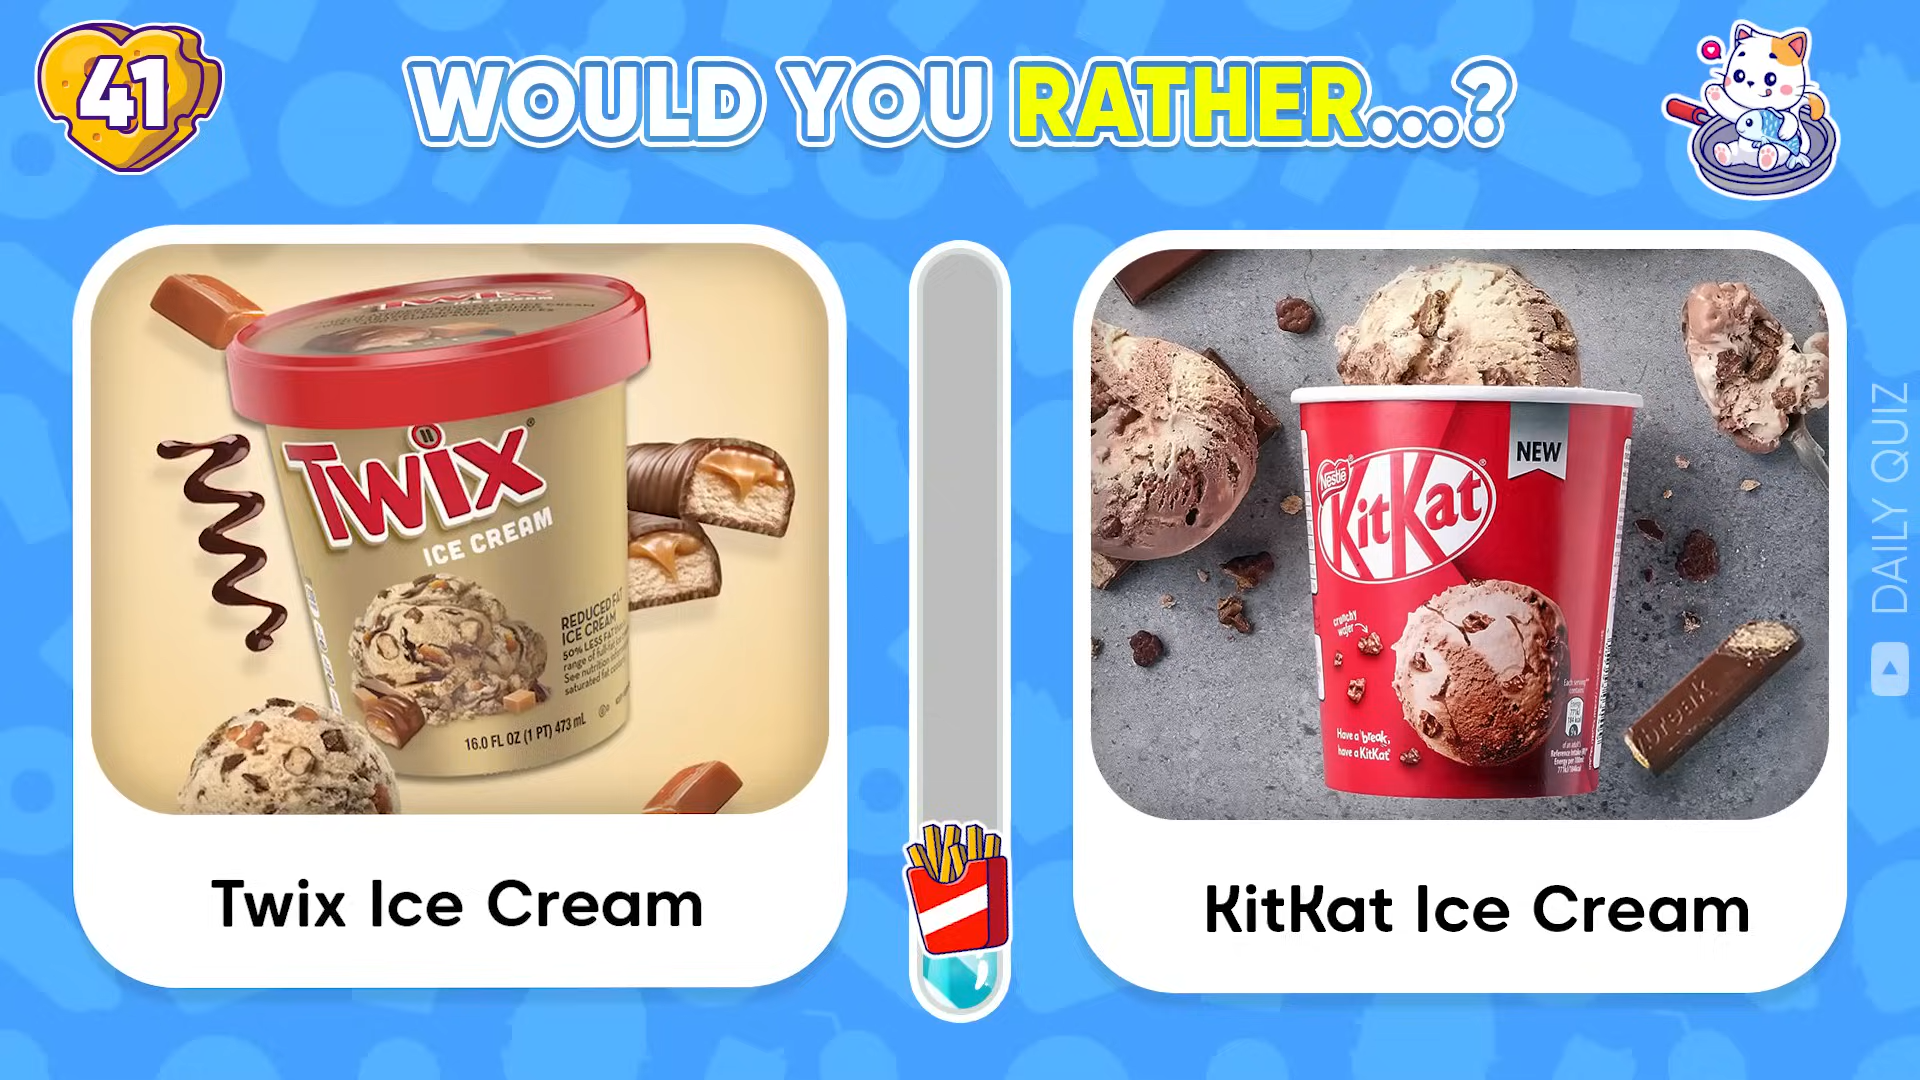 41
WOULD YOU RATHER...?
TWIX
ICE CREAM
REDUCED FAT
ICE CREAM
16.0 FL OZ (1 PT) 473 mL
Twix Ice Cream
NEW
Nestlé
KitKat
crunchy
wafer
Have a break,
have a KitKat
break
KitKat Ice Cream
DAILY QUIZ